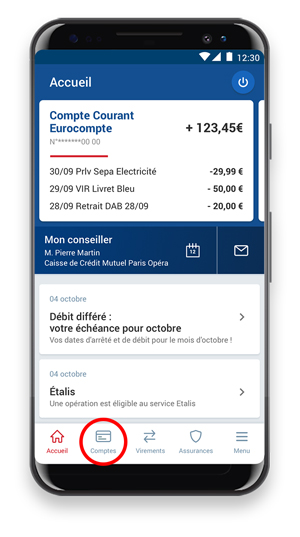 12:30
Accueil
Compte Courant
Eurocompte
+ 123,45€
N°*******00 00
30/09 Prlv Sepa Electricité -29,99 €
29/09 VIR Livret Bleu - 50,00 €
28/09 Retrait DAB 28/09 - 20,00 €
Mon conseiller
M. Pierre Martin
Caisse de Crédit Mutuel Paris Opéra
12
04 octobre
Débit différé :
votre échéance pour octobre
Vos dates d'arrêté et de débit pour le mois d'octobre !
04 octobre
Étalis
Une opération est éligible au service Etalis
Accueil Comptes Virements Assurances Menu